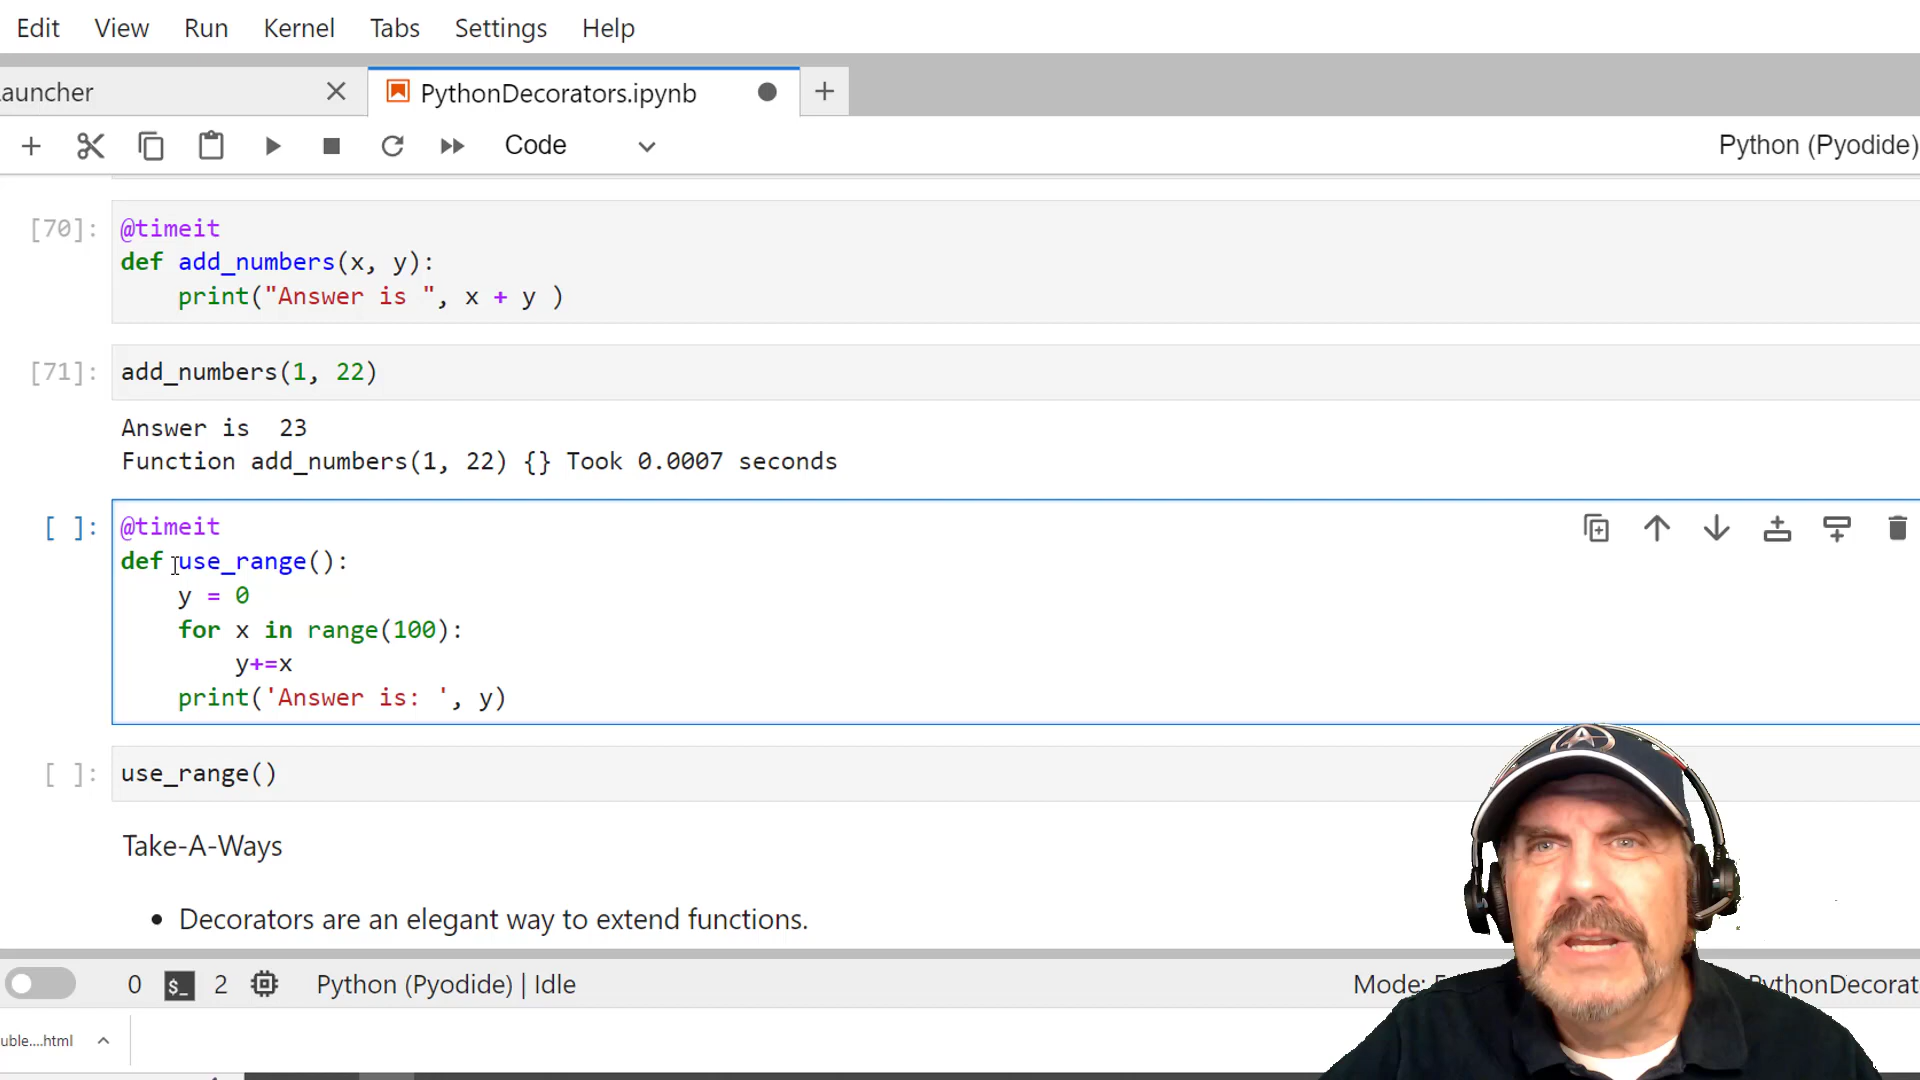 Edit View Run Kernel Tabs Settings Help
auncher PythonDecorators.ipynb
Code Python (Pyodide)
[70]: @timeit
def add_numbers(x, y):
    print("Answer is ", x + y )
[71]: add_numbers(1, 22)
Answer is  23
Function add_numbers(1, 22) {} Took 0.0007 seconds
[ ]: @timeit
def use_range():
    y = 0
    for x in range(100):
        y+=x
    print('Answer is: ', y)
[ ]: use_range()
Take-A-Ways
• Decorators are an elegant way to extend functions.
0 $_ 2 Python (Pyodide) | Idle Mode: ythonDecorat
uble....html